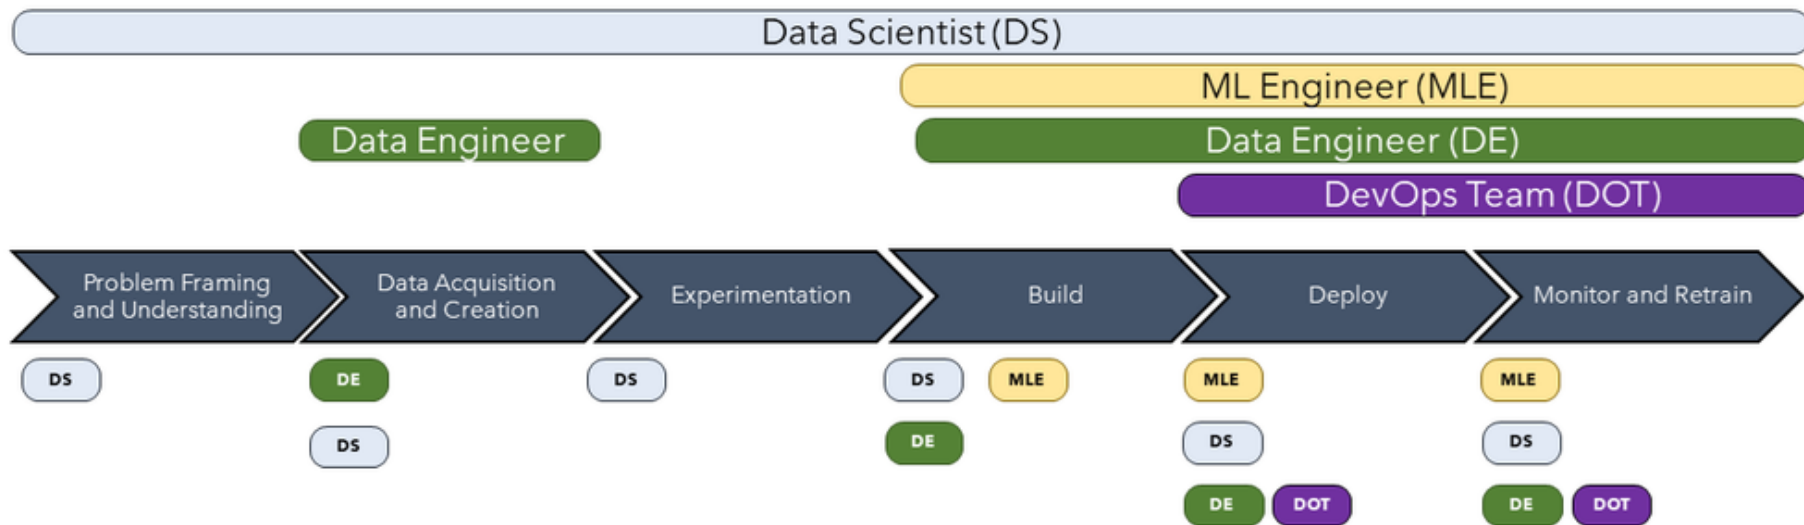 Data Scientist (DS)
ML Engineer (MLE)
Data Engineer
Data Engineer (DE)
DevOps Team (DOT)
Problem Framing
and Understanding
Data Acquisition
and Creation
Experimentation
Build
Deploy
Monitor and Retrain
DS
DE
DS
DS
MLE
MLE
MLE
DS
DE
DS
DS
DE
DOT
DE
DOT